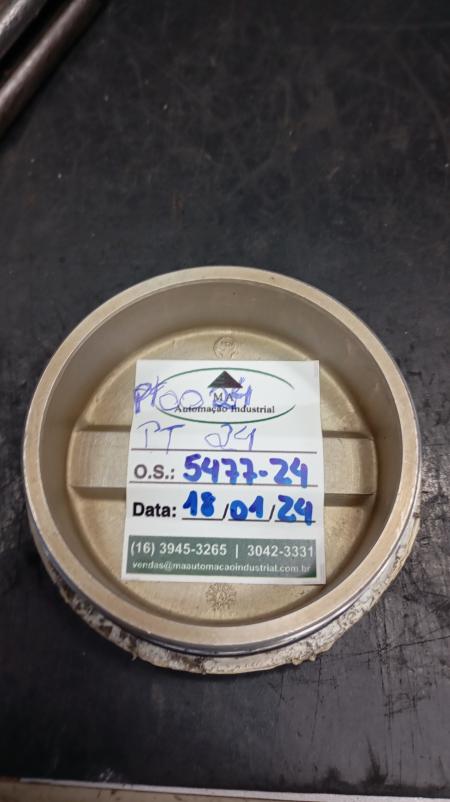 MA
Automação Industrial
PT 24
O.S.: 5477-24
Data: 18/01/24
(16) 3945-3265 | 3042-3331
vendas@maautomacaoindustrial.com.br